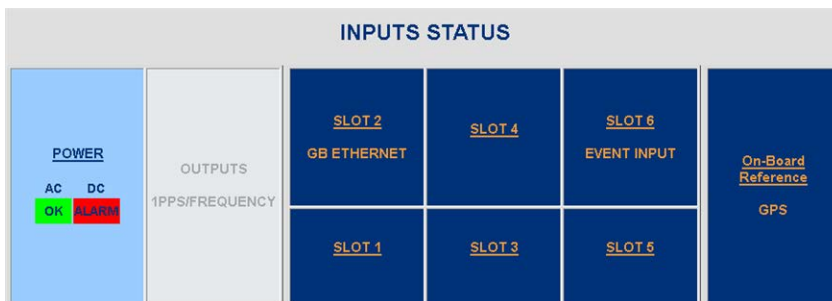 INPUTS STATUS
POWER
AC DC
OK ALARM
OUTPUTS
1PPS/FREQUENCY
SLOT 2
GB ETHERNET
SLOT 4
SLOT 6
EVENT INPUT
SLOT 1
SLOT 3
SLOT 5
On-Board
Reference
GPS